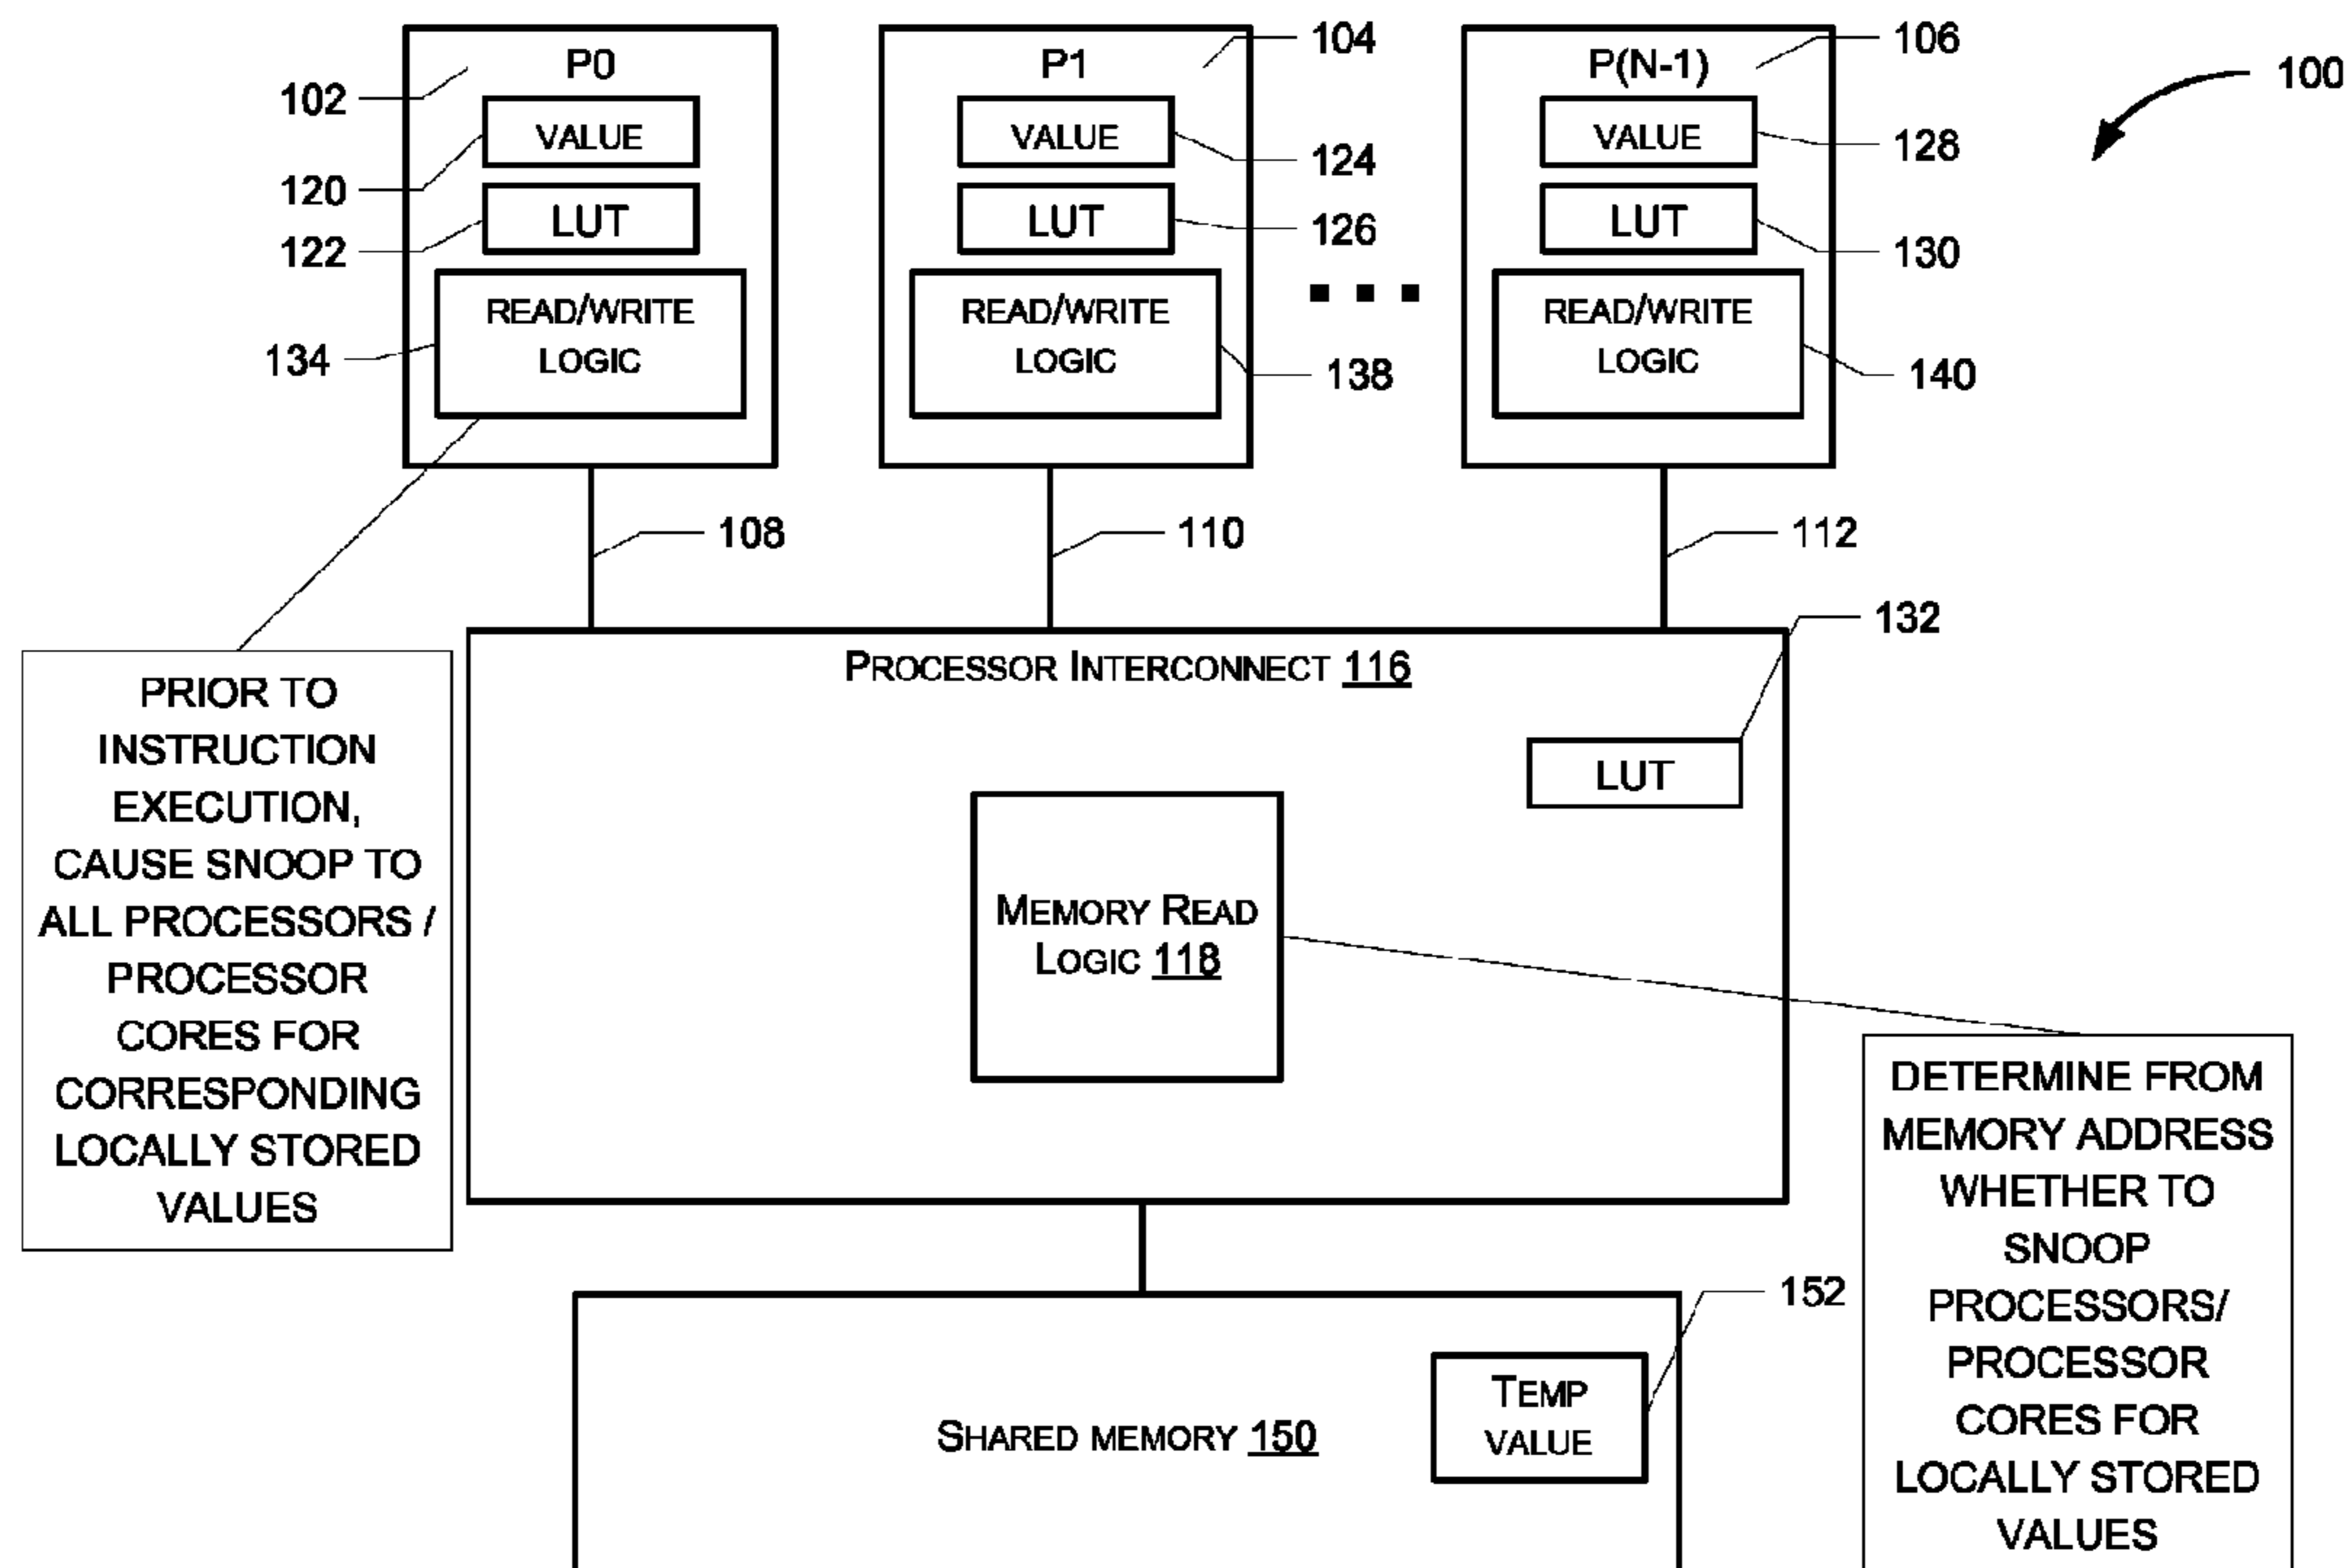 P0
P1
P(N-1)
102
104
106
100
VALUE
VALUE
VALUE
120
124
128
LUT
LUT
LUT
122
126
130
READ/WRITE
LOGIC
READ/WRITE
LOGIC
READ/WRITE
LOGIC
134
138
140
108
110
112
132
PROCESSOR INTERCONNECT 116
LUT
MEMORY READ
LOGIC 118
PRIOR TO
INSTRUCTION
EXECUTION,
CAUSE SNOOP TO
ALL PROCESSORS /
PROCESSOR
CORES FOR
CORRESPONDING
LOCALLY STORED
VALUES
DETERMINE FROM
MEMORY ADDRESS
WHETHER TO
SNOOP
PROCESSORS/
PROCESSOR
CORES FOR
LOCALLY STORED
VALUES
152
TEMP
VALUE
SHARED MEMORY 150